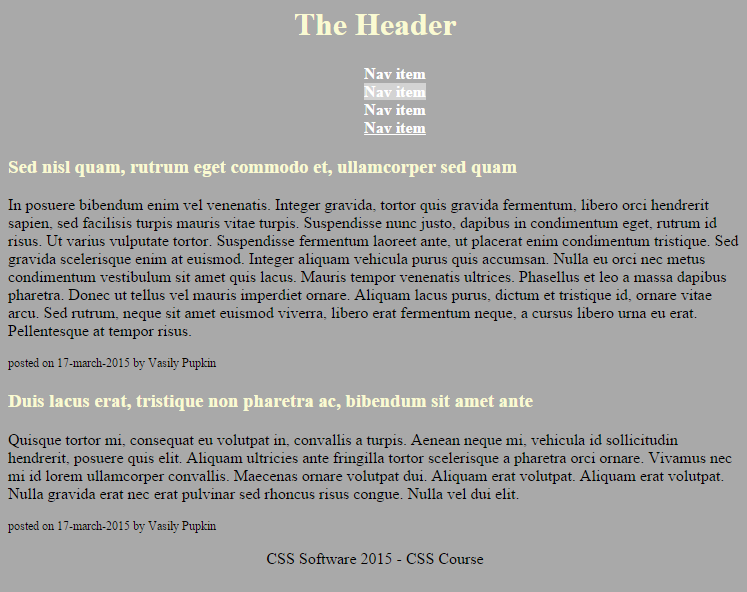 The Header
Nav item
Nav item
Nav item
Nav item
Sed nisl quam, rutrum eget commodo et, ullamcorper sed quam
In posuere bibendum enim vel venenatis. Integer gravida, tortor quis gravida fermentum, libero orci hendrerit
sapien, sed facilisis turpis mauris vitae turpis. Suspendisse nunc justo, dapibus in condimentum eget, rutrum id
risus. Ut varius vulputate tortor. Suspendisse fermentum laoreet ante, ut placerat enim condimentum tristique. Sed
gravida scelerisque enim at euismod. Integer aliquam vehicula purus quis accumsan. Nulla eu orci nec metus
condimentum vestibulum sit amet quis lacus. Mauris tempor venenatis ultrices. Phasellus et leo a massa dapibus
pharetra. Donec ut tellus vel mauris imperdiet ornare. Aliquam lacus purus, dictum et tristique id, ornare vitae
arcu. Sed rutrum, neque sit amet euismod viverra, libero erat fermentum neque, a cursus libero urna eu erat.
Pellentesque at tempor risus.
posted on 17-march-2015 by Vasily Pupkin
Duis lacus erat, tristique non pharetra ac, bibendum sit amet ante
Quisque tortor mi, consequat eu volutpat in, convallis a turpis. Aenean neque mi, vehicula id sollicitudin
hendrerit, posuere quis elit. Aliquam ultricies ante fringilla tortor scelerisque a pharetra orci ornare. Vivamus nec
mi id lorem ullamcorper convallis. Maecenas ornare volutpat dui. Aliquam erat volutpat. Aliquam erat volutpat.
Nulla gravida erat nec erat pulvinar sed rhoncus risus congue. Nulla vel dui elit.
posted on 17-march-2015 by Vasily Pupkin
CSS Software 2015 - CSS Course